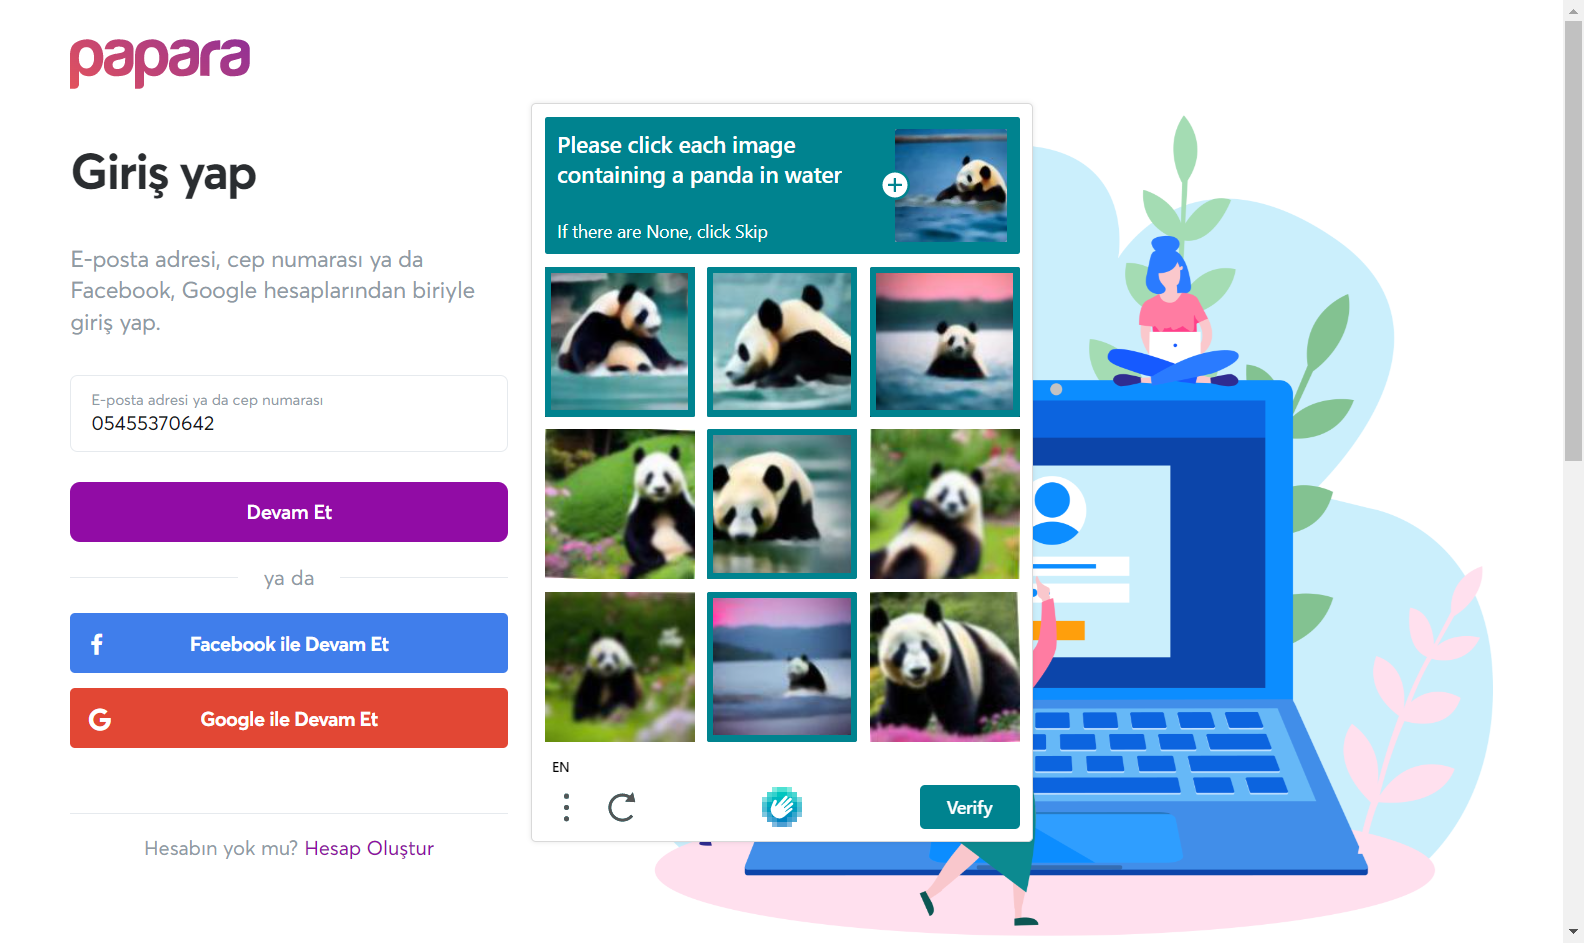 papara
Giriş yap
E-posta adresi, cep numarası ya da
Facebook, Google hesaplarından biriyle
giriş yap.
E-posta adresi ya da cep numarası
05455370642
Devam Et
ya da
Facebook ile Devam Et
Google ile Devam Et
Hesabın yok mu? Hesap Oluştur
Please click each image
containing a panda in water
If there are None, click Skip
EN
Verify